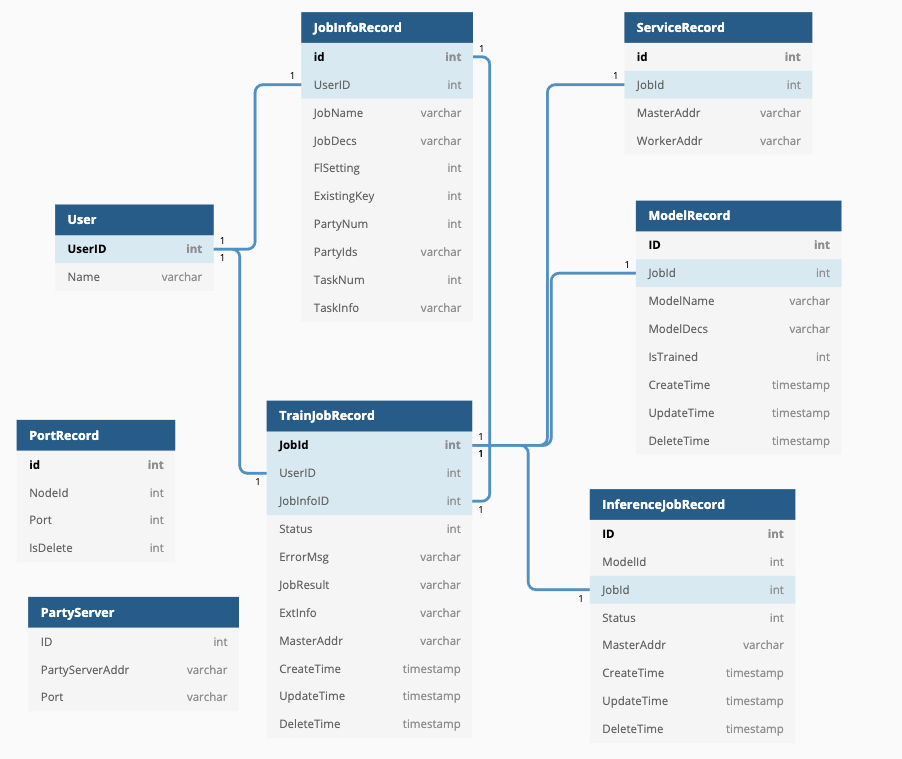 JobInfoRecord
id int
UserID int
JobName varchar
JobDecs varchar
FlSetting int
ExistingKey int
PartyNum int
PartyIds varchar
TaskNum int
TaskInfo varchar
ServiceRecord
id int
JobId int
MasterAddr varchar
WorkerAddr varchar
User
UserID int
Name varchar
ModelRecord
ID int
JobId int
ModelName varchar
ModelDecs varchar
IsTrained int
CreateTime timestamp
UpdateTime timestamp
DeleteTime timestamp
PortRecord
id int
NodeId int
Port int
IsDelete int
TrainJobRecord
JobId int
UserID int
JobInfoID int
Status int
ErrorMsg varchar
JobResult varchar
ExtInfo varchar
MasterAddr varchar
CreateTime timestamp
UpdateTime timestamp
DeleteTime timestamp
InferenceJobRecord
ID int
ModelId int
JobId int
Status int
MasterAddr varchar
CreateTime timestamp
UpdateTime timestamp
DeleteTime timestamp
PartyServer
ID int
PartyServerAddr varchar
Port varchar
1
1
1
1
1
1
1
1
1
1
1
1